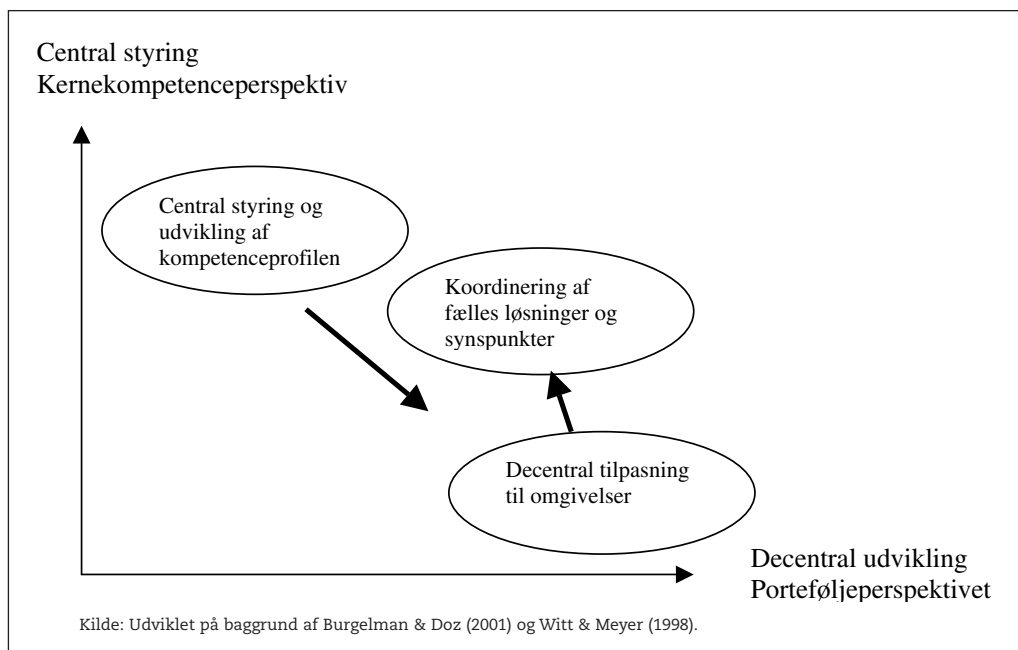 Central styring
Kernekompetenceperspektiv
Central styring og
udvikling af
kompetenceprofilen
Koordinering af
fælles løsninger og
synspunkter
Decentral tilpasning
til omgivelser
Decentral udvikling
Porteføljeperspektivet
Kilde: Udviklet på baggrund af Burgelman & Doz (2001) og Witt & Meyer (1998).